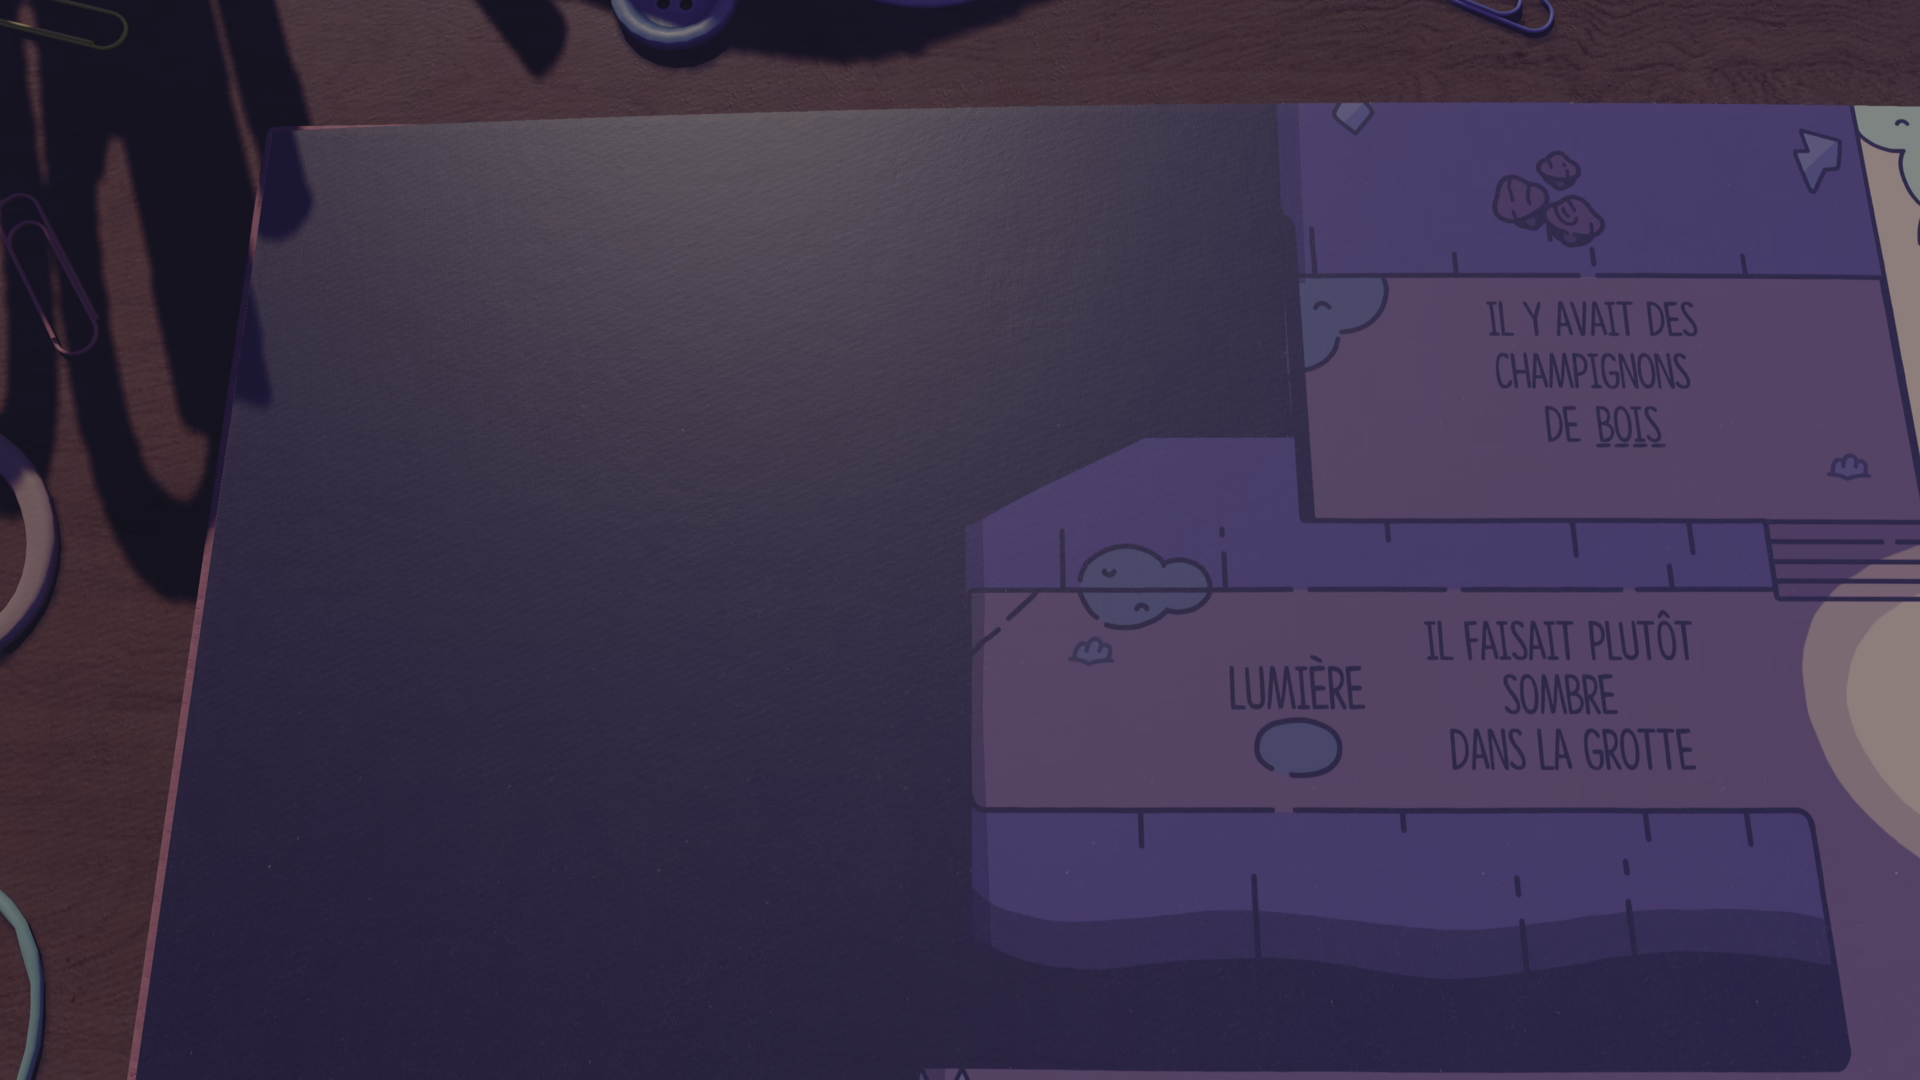 IL Y AVAIT DES
CHAMPIGNONS
DE BOIS
LUMIÈRE
IL FAISAIT PLUTÔT
SOMBRE
DANS LA GROTTE